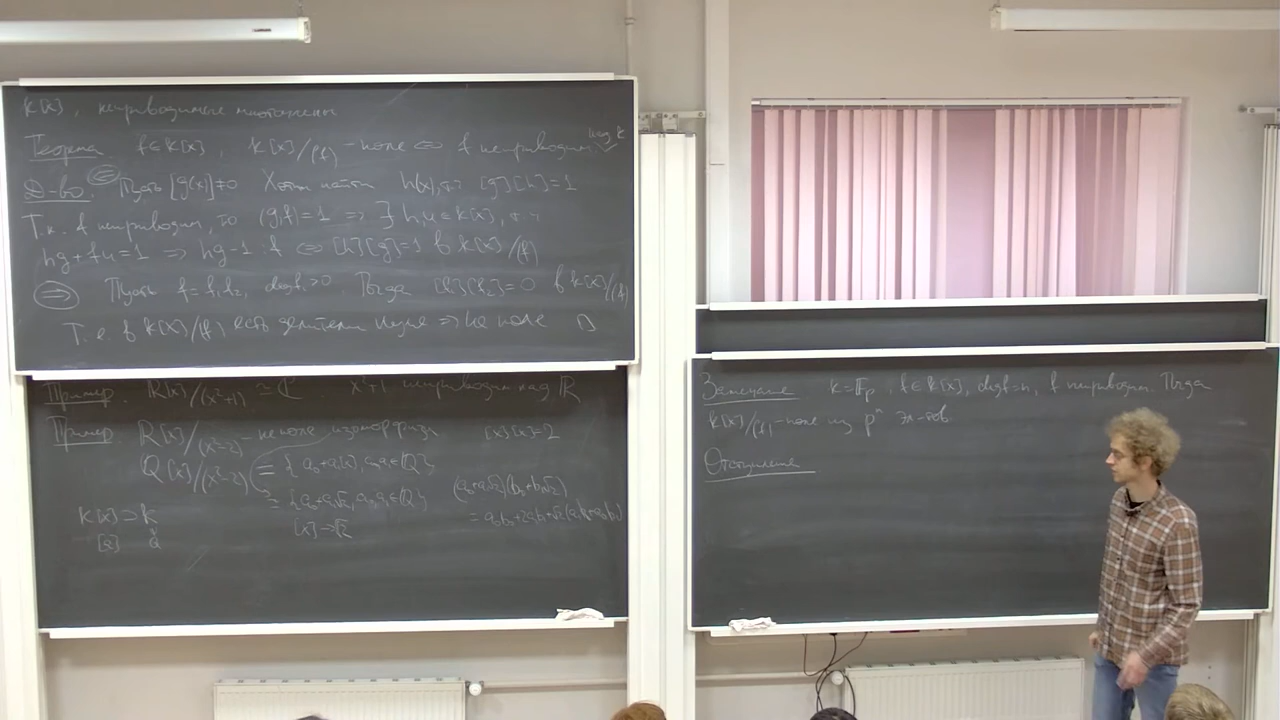 k[x], неприводимые многочлены
Теорема f∈k[x], k[x]/(f) - поле ⇔ f неприводим над k
Д-во. ⇐ Пусть [g(x)]≠0 Хотим найти h(x), т.ч. [g][h]=1
Т.к. f неприводим, то (g,f)=1 ⇒ ∃ h,u∈k[x], т.ч.
hg+fu=1 ⇒ hg-1 ⋮ f ⇔ [h][g]=1 в k[x]/(f)
⇒ Пусть f=f₁f₂, deg fᵢ>0. Тогда [f₁][f₂]=0 в k[x]/(f)
Т.е. в k[x]/(f) есть делители нуля ⇒ не поле □
Пример. R[x]/(x²+1) ≃ C x²+1 неприводим над R
Пример. R[x]/(x²-2) - не поле изоморфизм [x][x]=2
Q[x]/(x²-2) = {a₀+a₁[x], a₀,a₁∈Q}
≃ {a₀+a₁√2, a₀,a₁∈Q} (a₀+a₁√2)(b₀+b₁√2)
k[x]⊃k [x]→√2 =a₀b₀+2a₁b₁+√2(a₁b₀+a₀b₁)
[a] a
Замечание k=F_p, f∈k[x], deg f=n, f неприводим. Тогда
k[x]/(f) - поле из pⁿ эл-тов.
Отступление